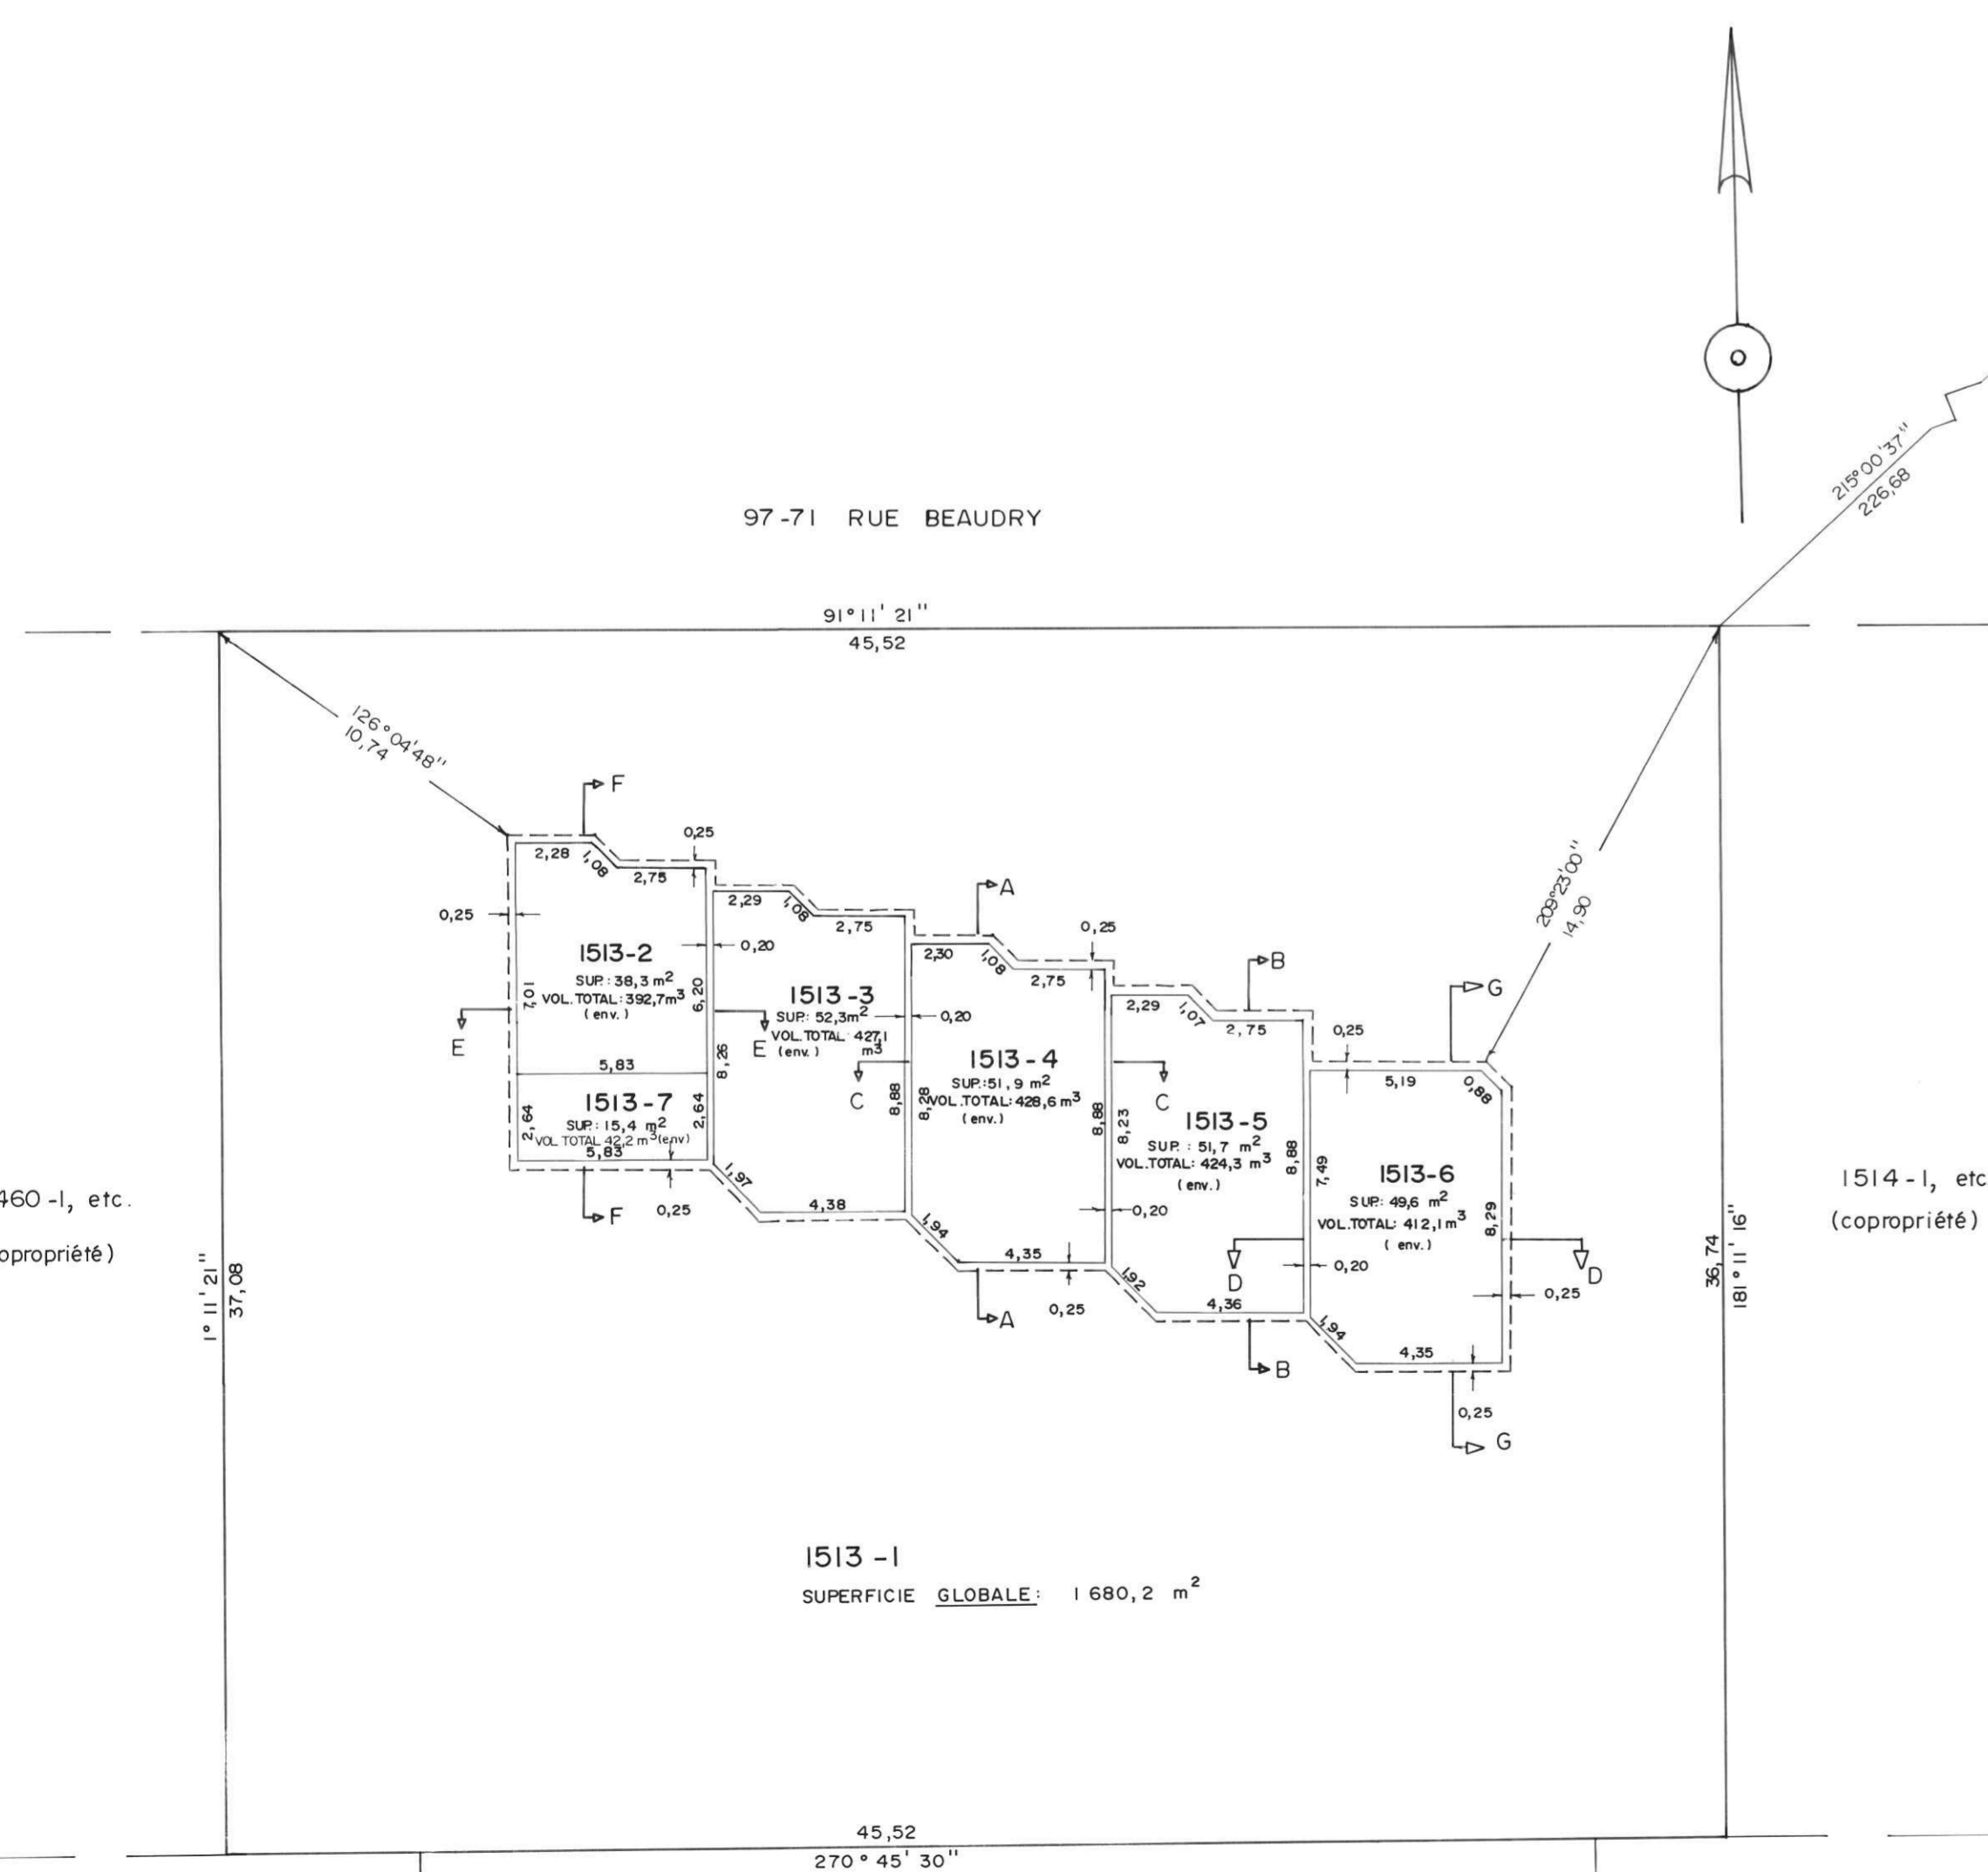 215°00'37"
226,68
97-71 RUE BEAUDRY
91°11'21"
45,52
126°04'48"
10,74
209°23'00"
14,90
F
0,25
2,28
1,08
2,75
0,25
1513-2
SUP.: 38,3 m²
VOL. TOTAL: 392,7m³
(env.)
7,01
6,20
0,20
E
5,83
1513-7
SUP.: 15,4 m²
VOL TOTAL 42,2 m³(env)
5,83
2,64
2,64
F
0,25
2,29
1,08
2,75
1513-3
SUP.: 52,3m²
VOL. TOTAL 427,1
(env.) m³
E
8,26
8,88
0,20
C
1,97
4,38
A
2,30
1,08
2,75
0,25
1513-4
SUP.: 51,9 m²
VOL. TOTAL: 428,6 m³
(env.)
8,28
8,88
C
0,20
1,94
4,35
A
0,25
B
2,29
1,07
2,75
1513-5
SUP. : 51,7 m²
VOL. TOTAL: 424,3 m³
(env.)
8,23
8,88
D
0,20
1,92
4,36
B
G
0,25
5,19
0,88
1513-6
SUP.: 49,6 m²
VOL. TOTAL: 412,1m³
(env.)
7,49
8,29
D
0,25
1,94
4,35
0,25
G
460-1, etc.
opropriété)
1°11'21"
37,08
1514-1, etc
(copropriété)
36,74
181°11'16"
1513-1
SUPERFICIE GLOBALE: 1 680,2 m²
45,52
270°45'30"